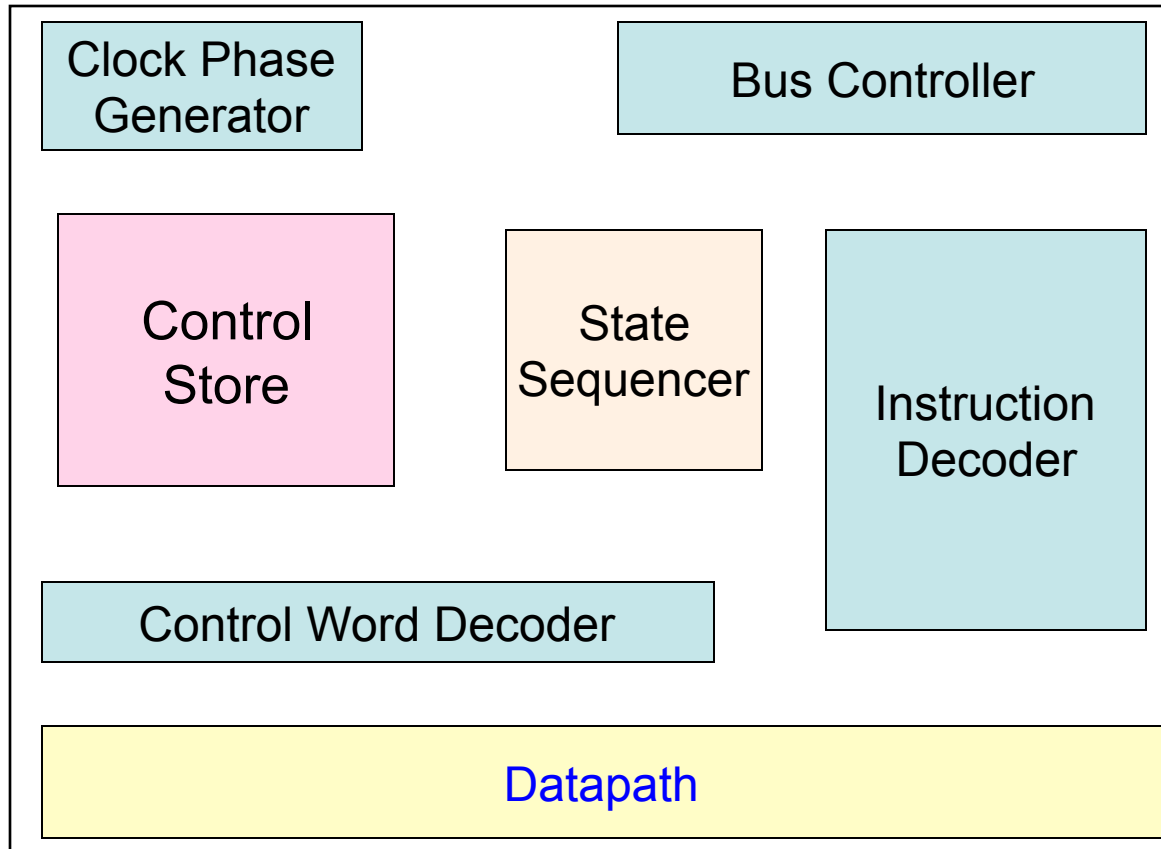 Clock Phase
Generator
Bus Controller
Control
Store
State
Sequencer
Instruction
Decoder
Control Word Decoder
Datapath